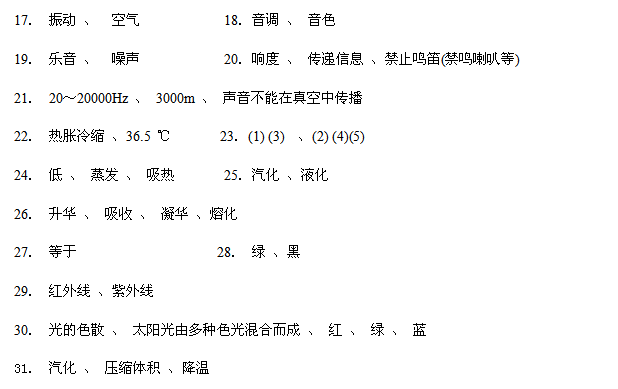 17. 振动 、 空气 18. 音调 、 音色
19. 乐音 、 噪声 20. 响度 、 传递信息 、禁止鸣笛(禁鸣喇叭等)
21. 20～20000Hz 、 3000m 、 声音不能在真空中传播
22. 热胀冷缩 、36.5 ℃ 23. (1) (3) 、(2) (4)(5)
24. 低 、 蒸发 、 吸热 25. 汽化 、液化
26. 升华 、 吸收 、 凝华 、熔化
27. 等于 28. 绿 、黑
29. 红外线 、紫外线
30. 光的色散 、 太阳光由多种色光混合而成 、 红 、 绿 、 蓝
31. 汽化 、 压缩体积 、降温